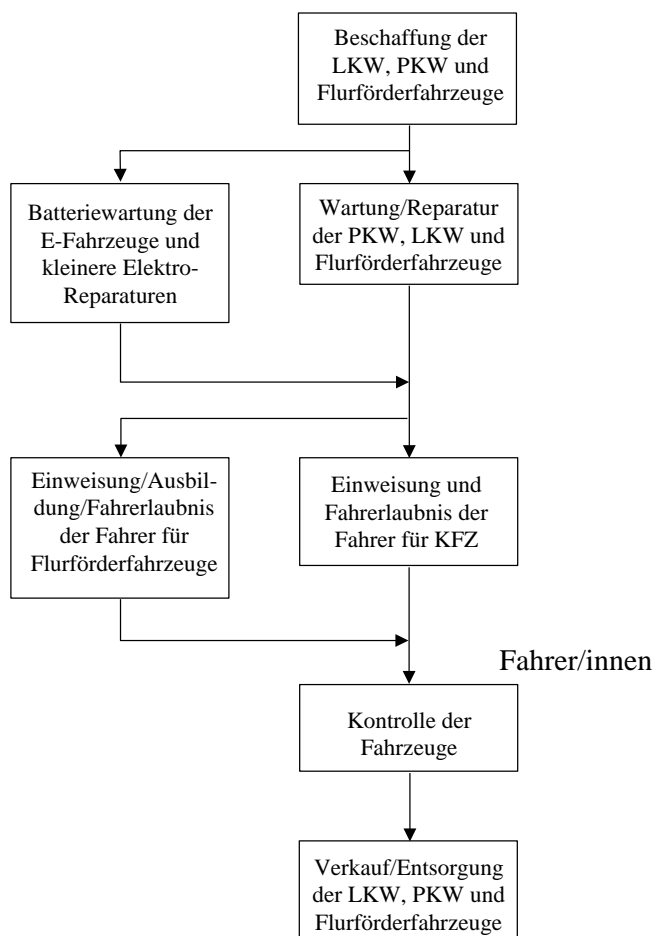 Beschaffung der
LKW, PKW und
Flurförderfahrzeuge
Batteriewartung der
E-Fahrzeuge und
kleinere Elektro-
Reparaturen
Wartung/Reparatur
der PKW, LKW und
Flurförderfahrzeuge
Einweisung/Ausbil-
dung/Fahrerlaubnis
der Fahrer für
Flurförderfahrzeuge
Einweisung und
Fahrerlaubnis der
Fahrer für KFZ
Fahrer/innen
Kontrolle der
Fahrzeuge
Verkauf/Entsorgung
der LKW, PKW und
Flurförderfahrzeuge